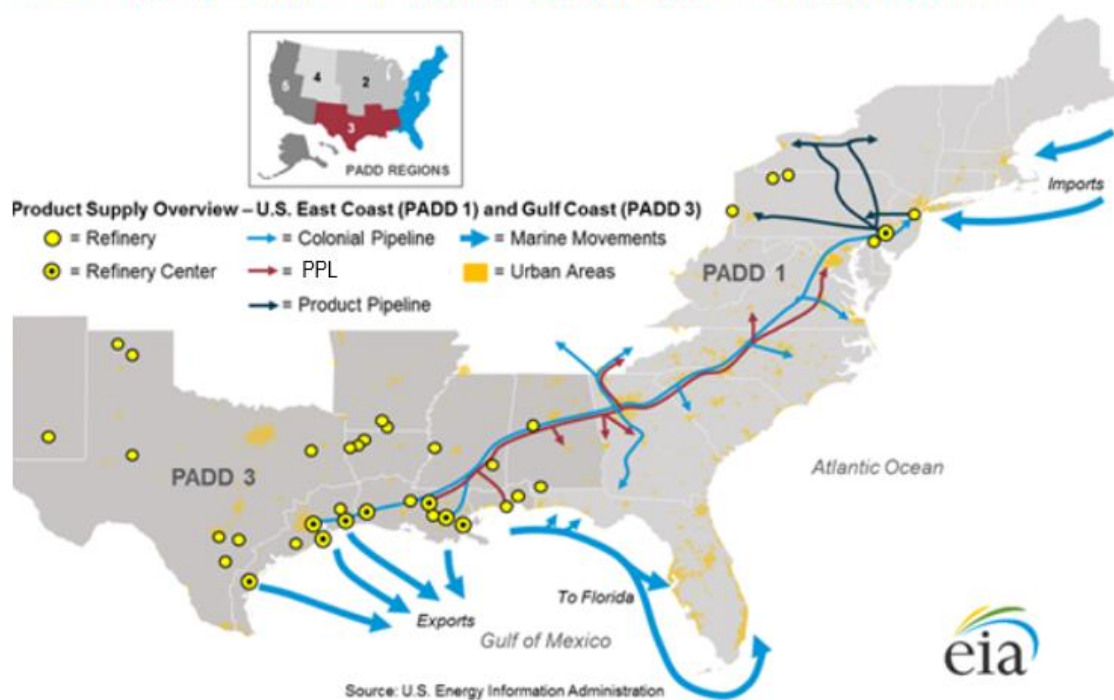 4
2
5
1
3
PADD REGIONS
Product Supply Overview – U.S. East Coast (PADD 1) and Gulf Coast (PADD 3)
= Refinery
= Colonial Pipeline
= Marine Movements
= Refinery Center
= PPL
= Urban Areas
= Product Pipeline
Imports
PADD 1
PADD 3
Atlantic Ocean
To Florida
Exports
Gulf of Mexico
eia
Source: U.S. Energy Information Administration